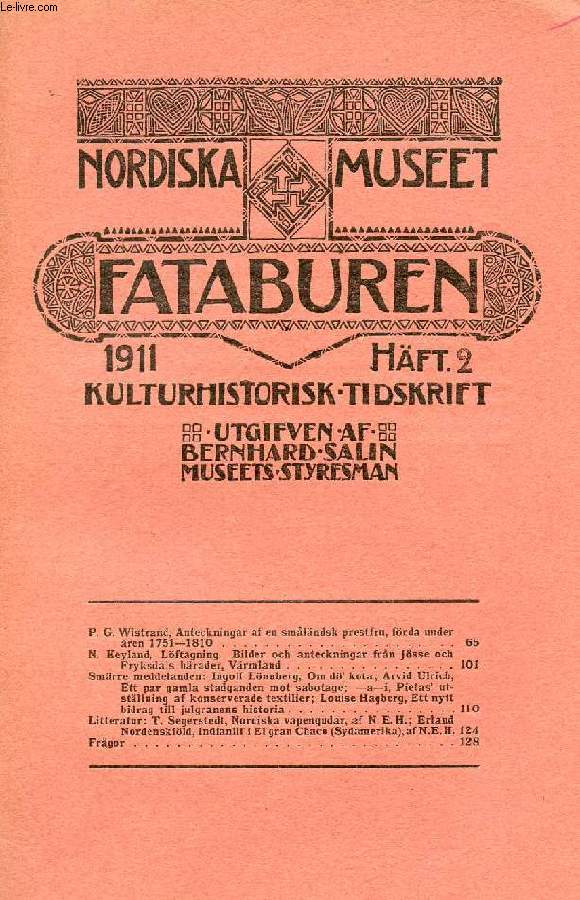 Le-livre.com
NORDISKA MUSEET
FATABUREN
1911 HÄFT. 2
KULTURHISTORISK·TIDSKRIFT
·UTGIFVEN·AF·
BERNHARD·SALIN
MUSEETS·STYRESMAN
P. G. Wistrand, Anteckningar af en småländsk prestfru, förda under
åren 1751—1810 . . . 65
N. Keyland, Löftagning. Bilder och anteckningar från Jösse och
Fryksdals härader, Värmland . . . 101
Smärre meddelanden: Ingolf Lönnberg, Om dö' kota; Arvid Ulrich,
Ett par gamla stadganden mot sabotage; —a—i, Pietas' ut-
ställning af konserverade textilier; Louise Hagberg, Ett nytt
bidrag till julgranens historia . . . 110
Litteratur: T. Segerstedt, Nordiska vapengudar, af N. E. H.; Erland
Nordenskiöld, Indianlif i El gran Chaco (Sydamerika), af N. E. H. 124
Frågor . . . 128